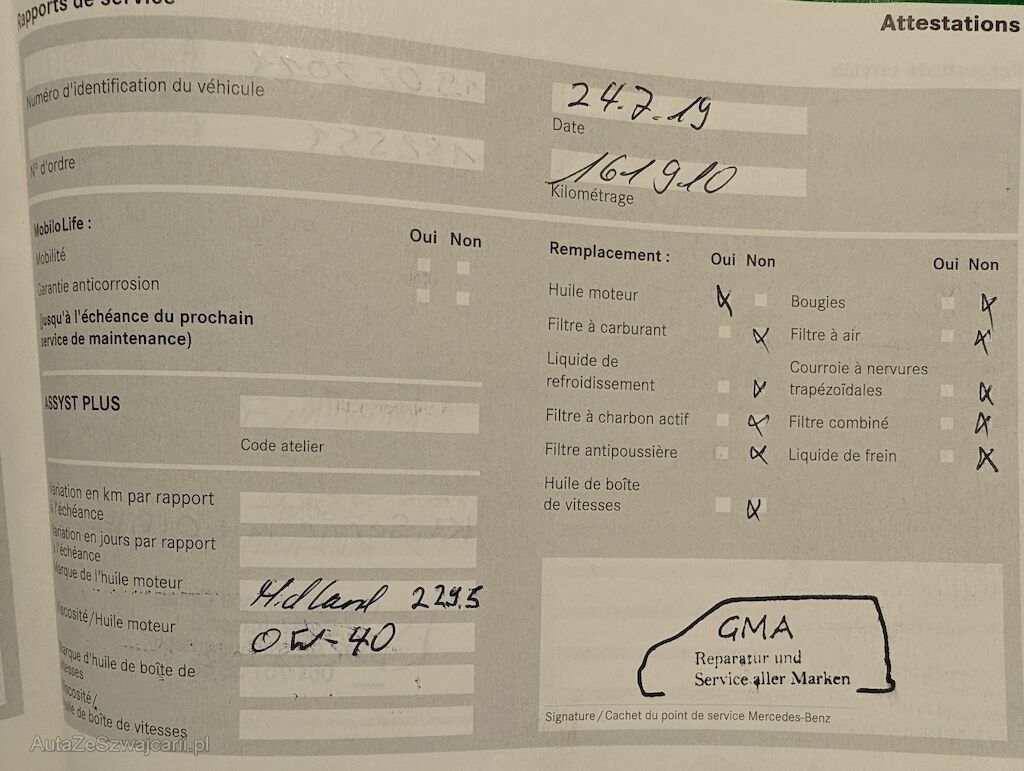 Rapports de service
Attestations
Numéro d'identification du véhicule
24.7.19
Date
N° d'ordre
161910
Kilométrage
MobiloLife :
Oui Non
Mobilité
Garantie anticorrosion
(jusqu'à l'échéance du prochain
service de maintenance)
Remplacement :
Oui Non
Oui Non
Huile moteur
Bougies
Filtre à carburant
Filtre à air
Liquide de
refroidissement
Courroie à nervures
trapézoïdales
Filtre à charbon actif
Filtre combiné
Filtre antipoussière
Liquide de frein
Huile de boîte
de vitesses
ASSYST PLUS
Code atelier
Variation en km par rapport
à l'échéance
Variation en jours par rapport
à l'échéance
Marque de l'huile moteur
Midland 229.5
Viscosité/Huile moteur
0W-40
Marque d'huile de boîte de
vitesses
Viscosité/
Huile de boîte de vitesses
GMA
Reparatur und
Service aller Marken
Signature/Cachet du point de service Mercedes-Benz
AutaZeSzwajcarii.pl